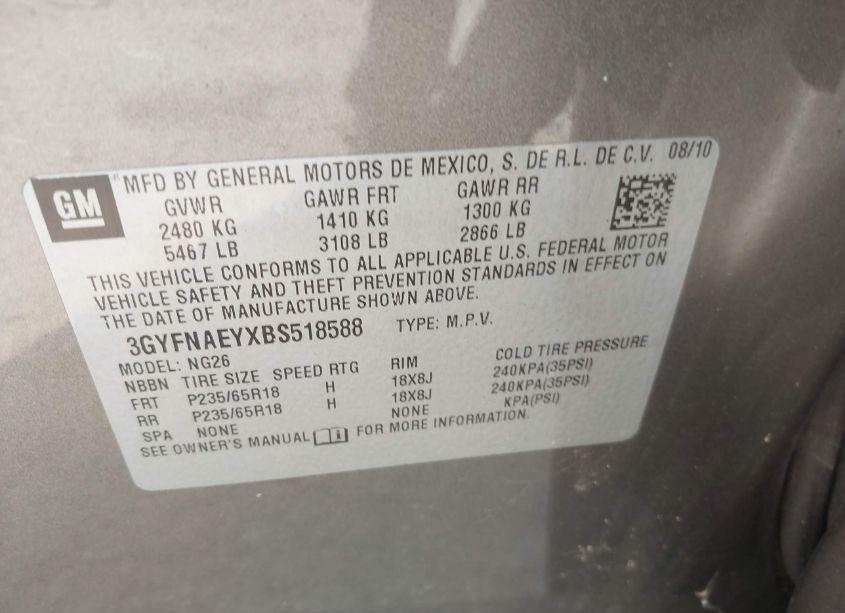 GM
MFD BY GENERAL MOTORS DE MEXICO, S. DE R.L. DE C.V. 08/10
GVWR GAWR FRT GAWR RR
2480 KG 1410 KG 1300 KG
5467 LB 3108 LB 2866 LB
THIS VEHICLE CONFORMS TO ALL APPLICABLE U.S. FEDERAL MOTOR
VEHICLE SAFETY AND THEFT PREVENTION STANDARDS IN EFFECT ON
THE DATE OF MANUFACTURE SHOWN ABOVE.
3GYFNAEYXBS518588 TYPE: M.P.V.
MODEL: NG26
NBBN TIRE SIZE SPEED RTG RIM COLD TIRE PRESSURE
FRT P235/65R18 H 18X8J 240KPA(35PSI)
RR P235/65R18 H 18X8J 240KPA(35PSI)
SPA NONE NONE KPA(PSI)
SEE OWNER'S MANUAL FOR MORE INFORMATION.